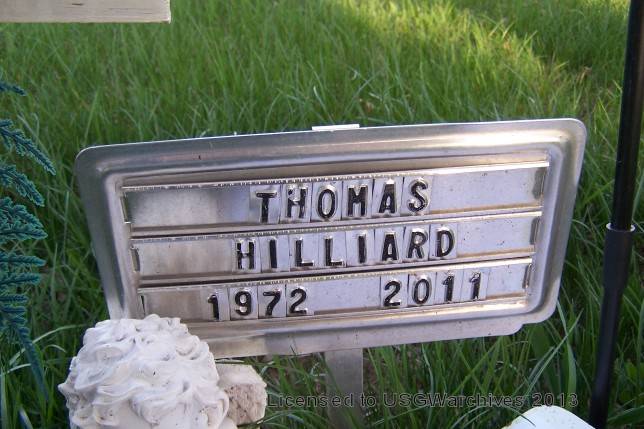 THOMAS
HILLIARD
1972 2011
Licensed to USGWarchives 2013